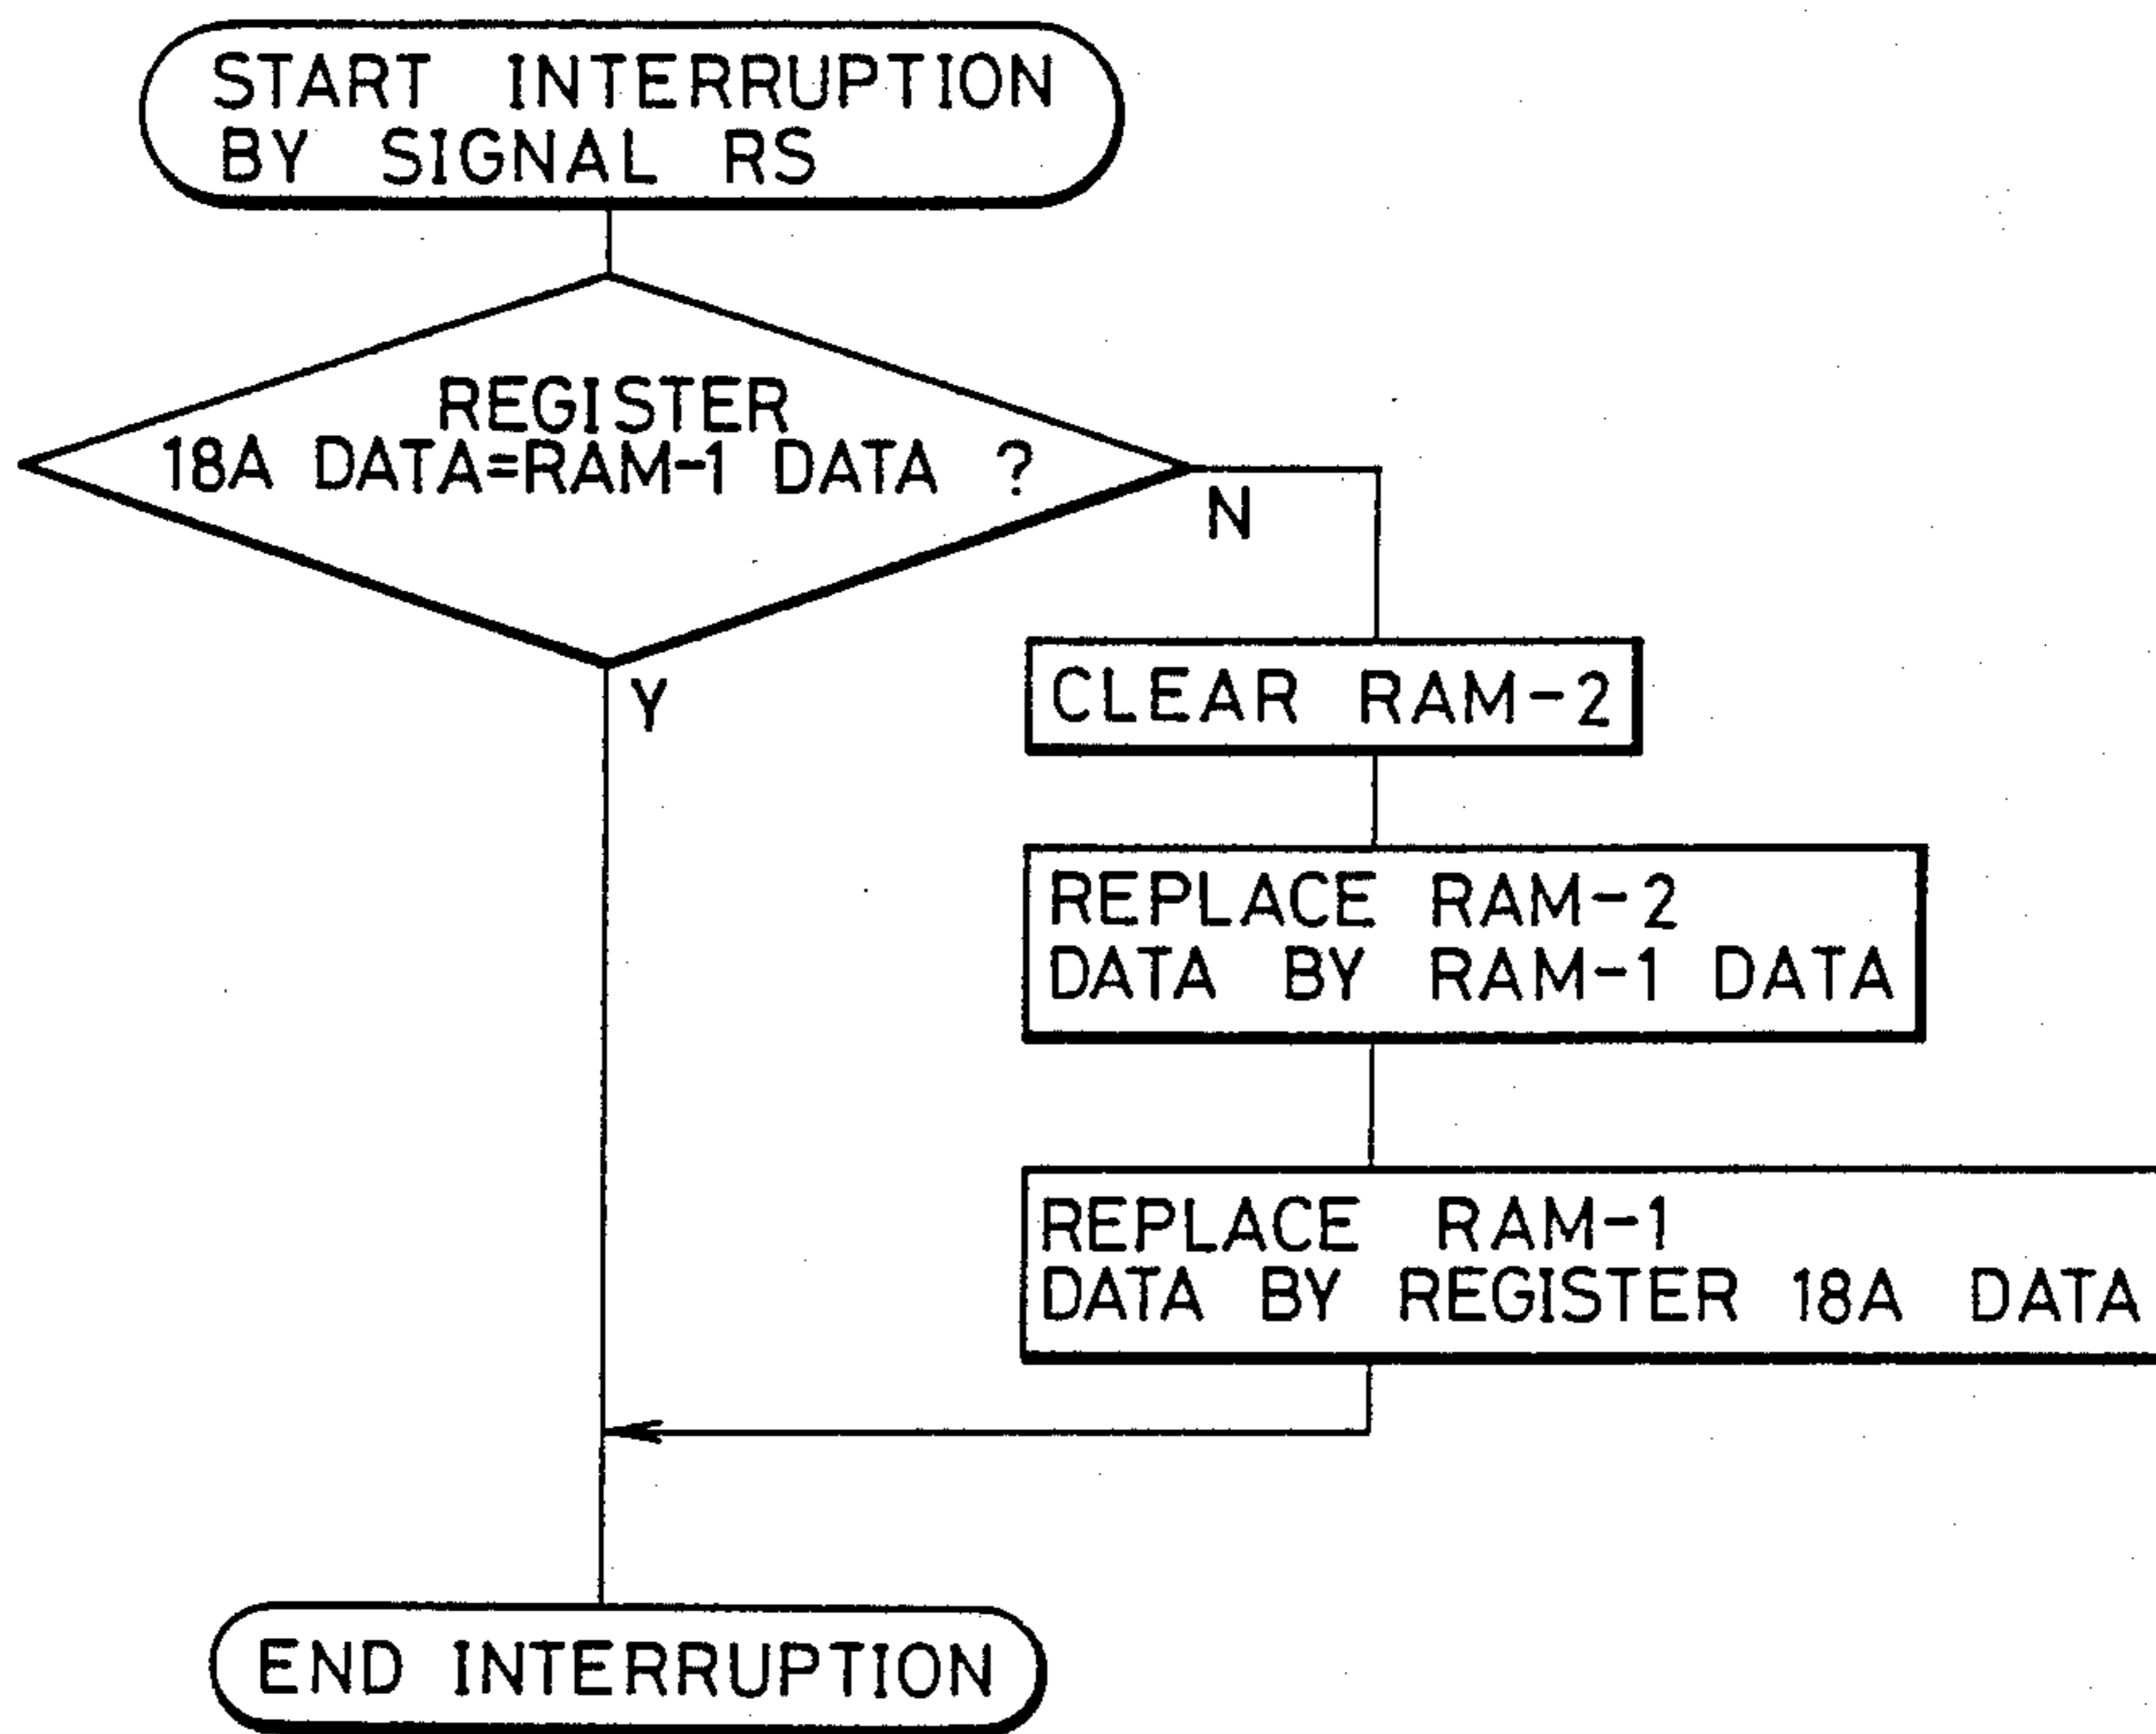 START INTERRUPTION
BY SIGNAL RS
REGISTER
18A DATA=RAM-1 DATA ?
N
Y
CLEAR RAM-2
REPLACE RAM-2
DATA BY RAM-1 DATA
REPLACE RAM-1
DATA BY REGISTER 18A DATA
END INTERRUPTION